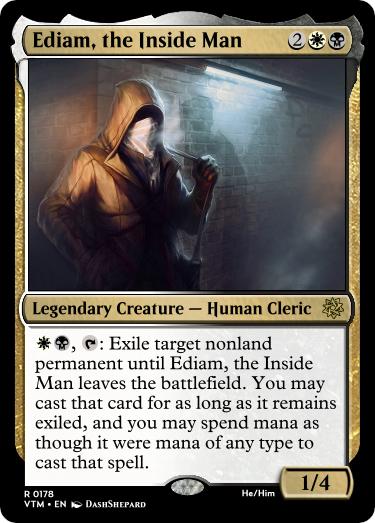 Ediam, the Inside Man 2
Legendary Creature — Human Cleric
, : Exile target nonland
permanent until Ediam, the Inside
Man leaves the battlefield. You may
cast that card for as long as it remains
exiled, and you may spend mana as
though it were mana of any type to
cast that spell.
1/4
R 0178
VTM • EN DashShepard
He/Him